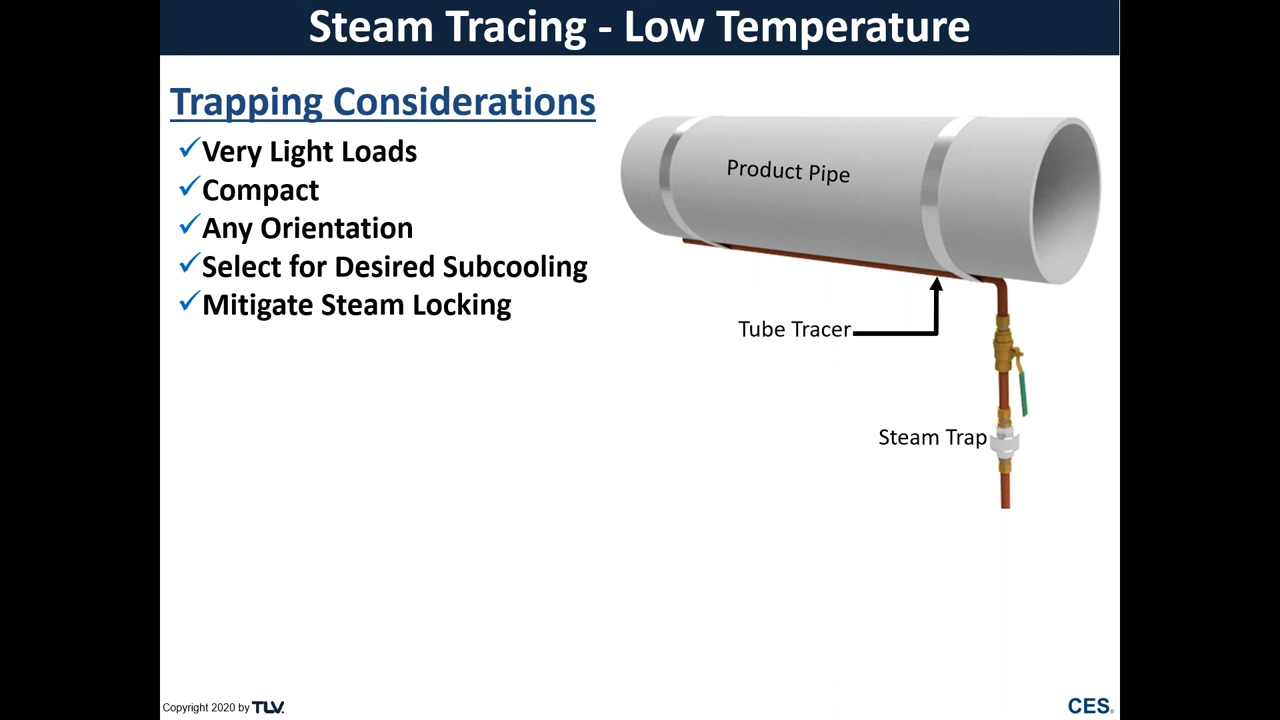 Steam Tracing - Low Temperature
Trapping Considerations
Very Light Loads
Compact
Any Orientation
Select for Desired Subcooling
Mitigate Steam Locking
Product Pipe
Tube Tracer
Steam Trap
Copyright 2020 by TLV.
CES®